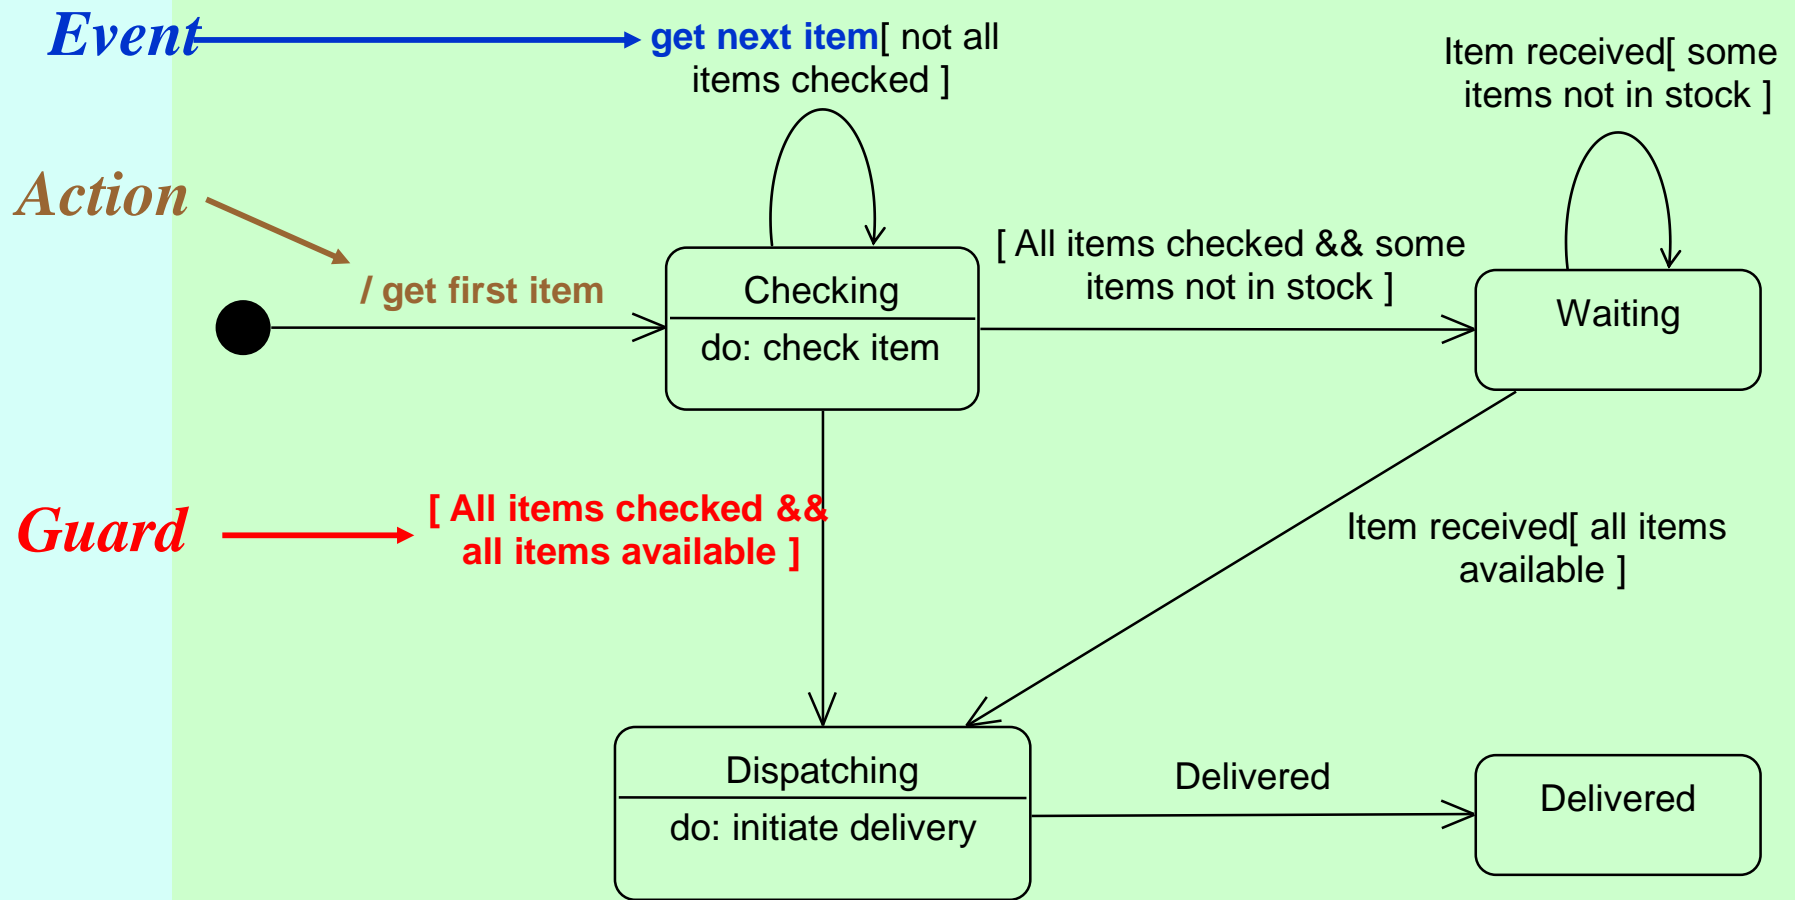 Event
get next item[ not all
items checked ]
Item received[ some
items not in stock ]
Action
/ get first item
[ All items checked && some
items not in stock ]
Checking
do: check item
Waiting
Guard
[ All items checked &&
all items available ]
Item received[ all items
available ]
Dispatching
do: initiate delivery
Delivered
Delivered